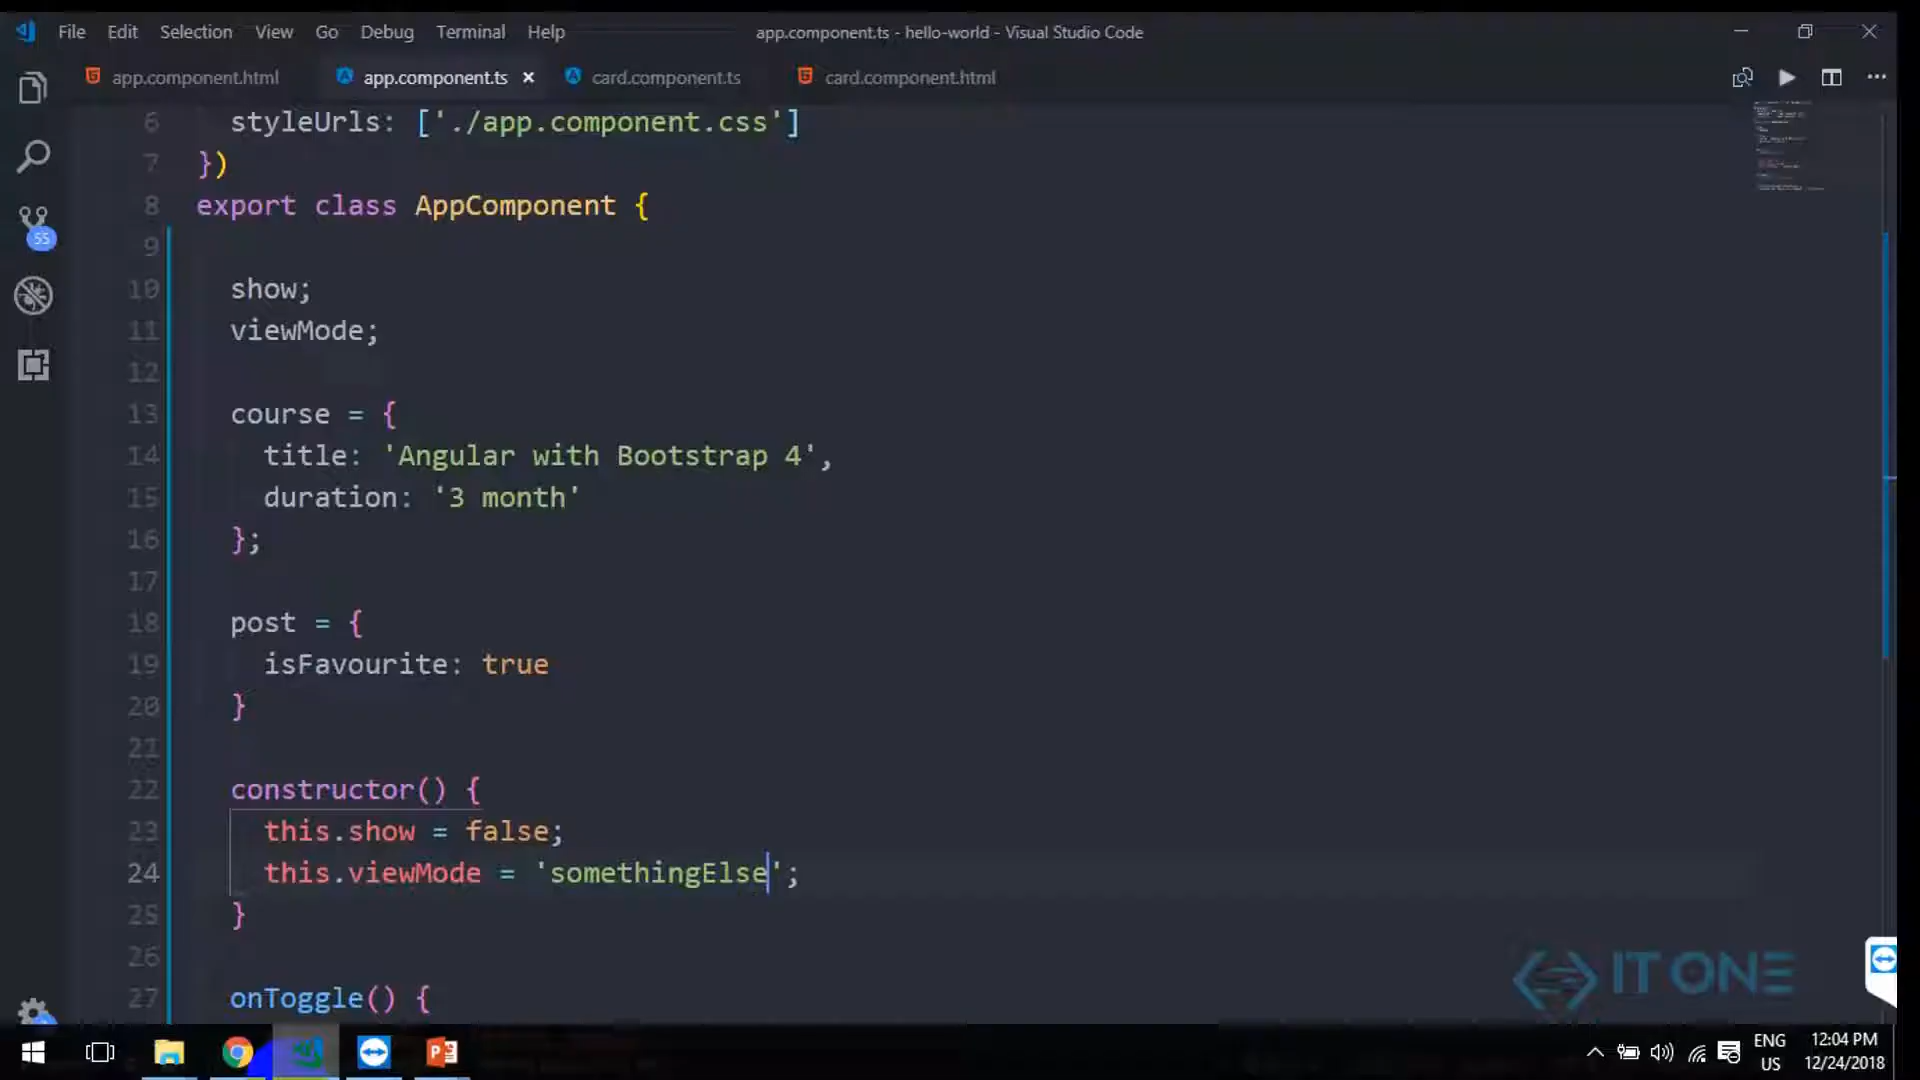 File Edit Selection View Go Debug Terminal Help app.component.ts - hello-world - Visual Studio Code
app.component.html app.component.ts card.component.ts card.component.html
6 styleUrls: ['./app.component.css']
7 })
8 export class AppComponent {
9
10 show;
11 viewMode;
12
13 course = {
14 title: 'Angular with Bootstrap 4',
15 duration: '3 month'
16 };
17
18 post = {
19 isFavourite: true
20 }
21
22 constructor() {
23 this.show = false;
24 this.viewMode = 'somethingElse';
25 }
26
27 onToggle() {
55
IT ONE
ENG 12:04 PM
US 12/24/2018